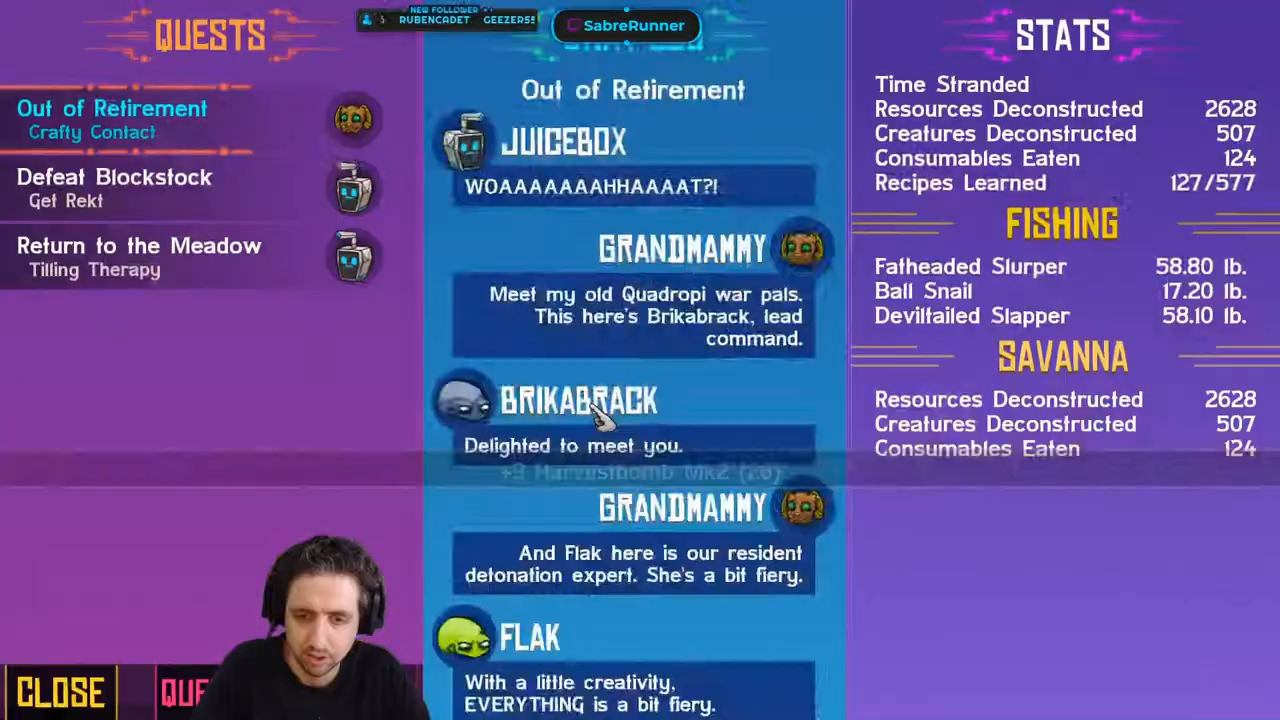 QUESTS
Out of Retirement
Crafty Contact
Defeat Blockstock
Get Rekt
Return to the Meadow
Tilling Therapy
CLOSE
NEW FOLLOWER
RUBENCADET GEEZERS
SabreRunner
Out of Retirement
JUICEBOX
WOAAAAAAAHHAAAAT?!
GRANDMAMMY
Meet my old Quadropi war pals.
This here's Brikabrack, lead
command.
BRIKABRACK
Delighted to meet you.
+9 Harvestbomb Mk2 (26)
GRANDMAMMY
And Flak here is our resident
detonation expert. She's a bit fiery.
FLAK
With a little creativity,
EVERYTHING is a bit fiery.
STATS
Time Stranded
Resources Deconstructed 2628
Creatures Deconstructed 507
Consumables Eaten 124
Recipes Learned 127/577
FISHING
Fatheaded Slurper 58.80 lb.
Ball Snail 17.20 lb.
Deviltailed Slapper 58.10 lb.
SAVANNA
Resources Deconstructed 2628
Creatures Deconstructed 507
Consumables Eaten 124